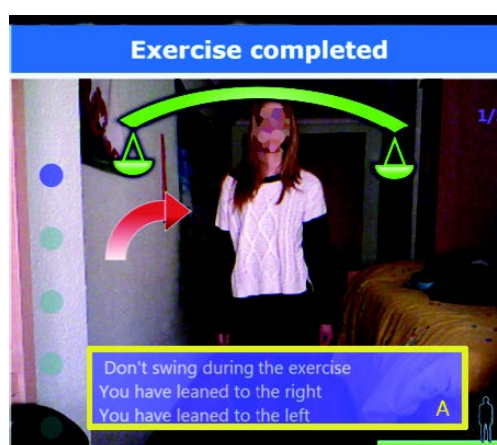 Exercise completed
1/
Don't swing during the exercise
You have leaned to the right
You have leaned to the left
A